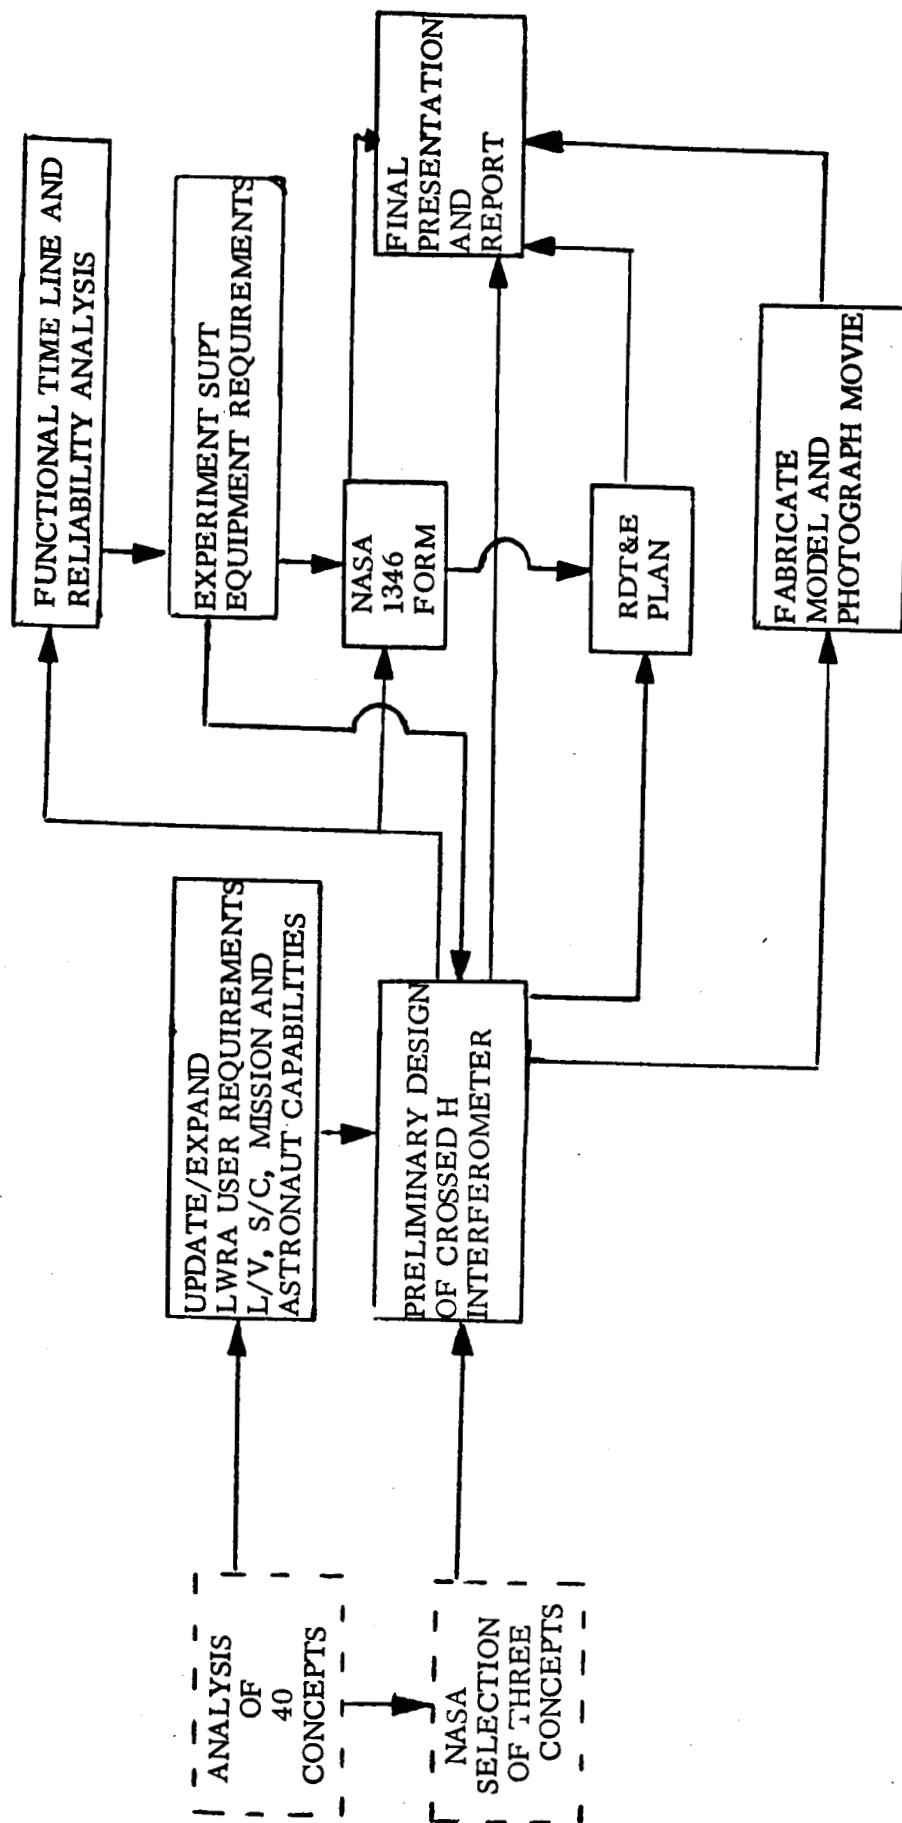 ANALYSIS
OF
40
CONCEPTS
NASA
SELECTION
OF THREE
CONCEPTS
UPDATE/EXPAND
LWRA USER REQUIREMENTS
L/V, S/C, MISSION AND
ASTRONAUT CAPABILITIES
PRELIMINARY DESIGN
OF CROSSED H
INTERFEROMETER
FUNCTIONAL TIME LINE AND
RELIABILITY ANALYSIS
EXPERIMENT SUPT
EQUIPMENT REQUIREMENTS
NASA
1346
FORM
RDT&E
PLAN
FABRICATE
MODEL AND
PHOTOGRAPH MOVIE
FINAL
PRESENTATION
AND
REPORT